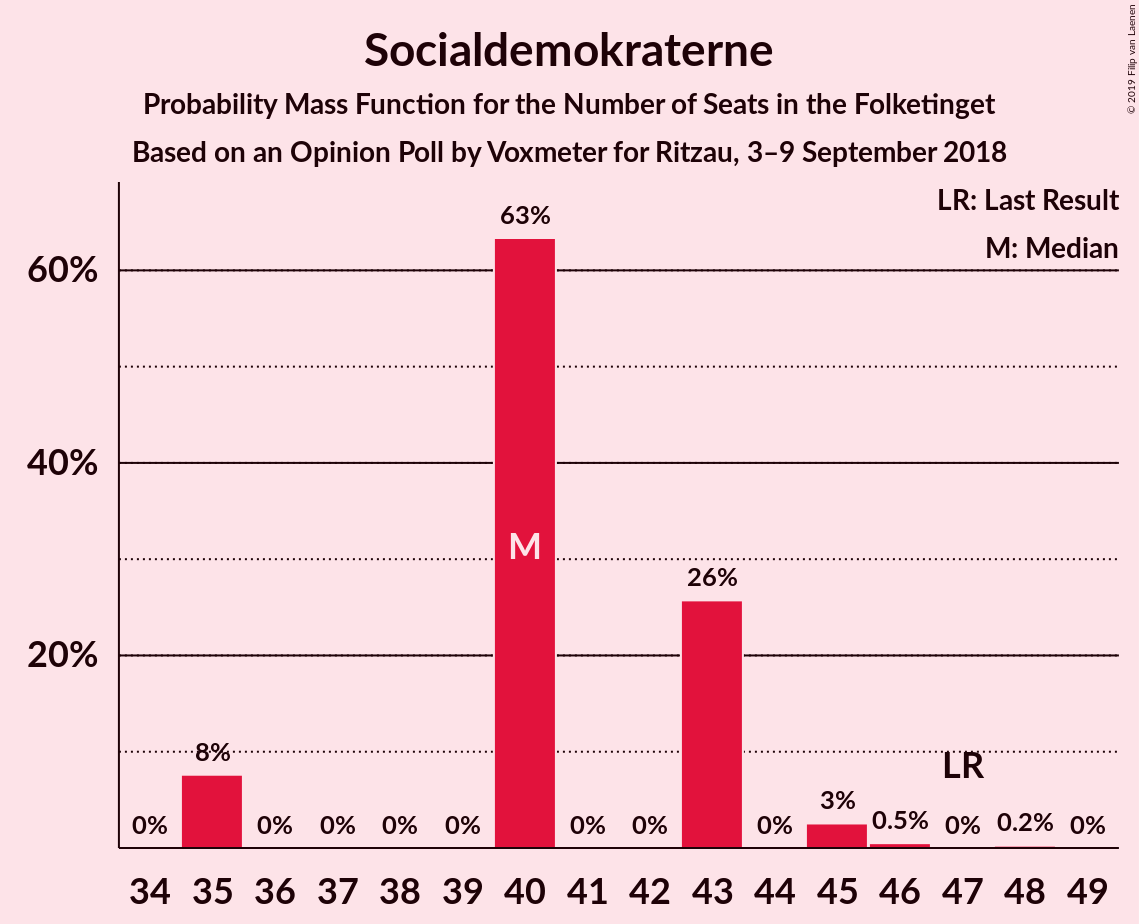 Socialdemokraterne
Probability Mass Function for the Number of Seats in the Folketinget
Based on an Opinion Poll by Voxmeter for Ritzau, 3–9 September 2018
© 2019 Filip van Laenen
LR: Last Result
M: Median
60%
40%
20%
0%
8%
0%
0%
0%
0%
63%
M
0%
0%
26%
0%
3%
0.5%
LR
0%
0.2%
0%
34 35 36 37 38 39 40 41 42 43 44 45 46 47 48 49